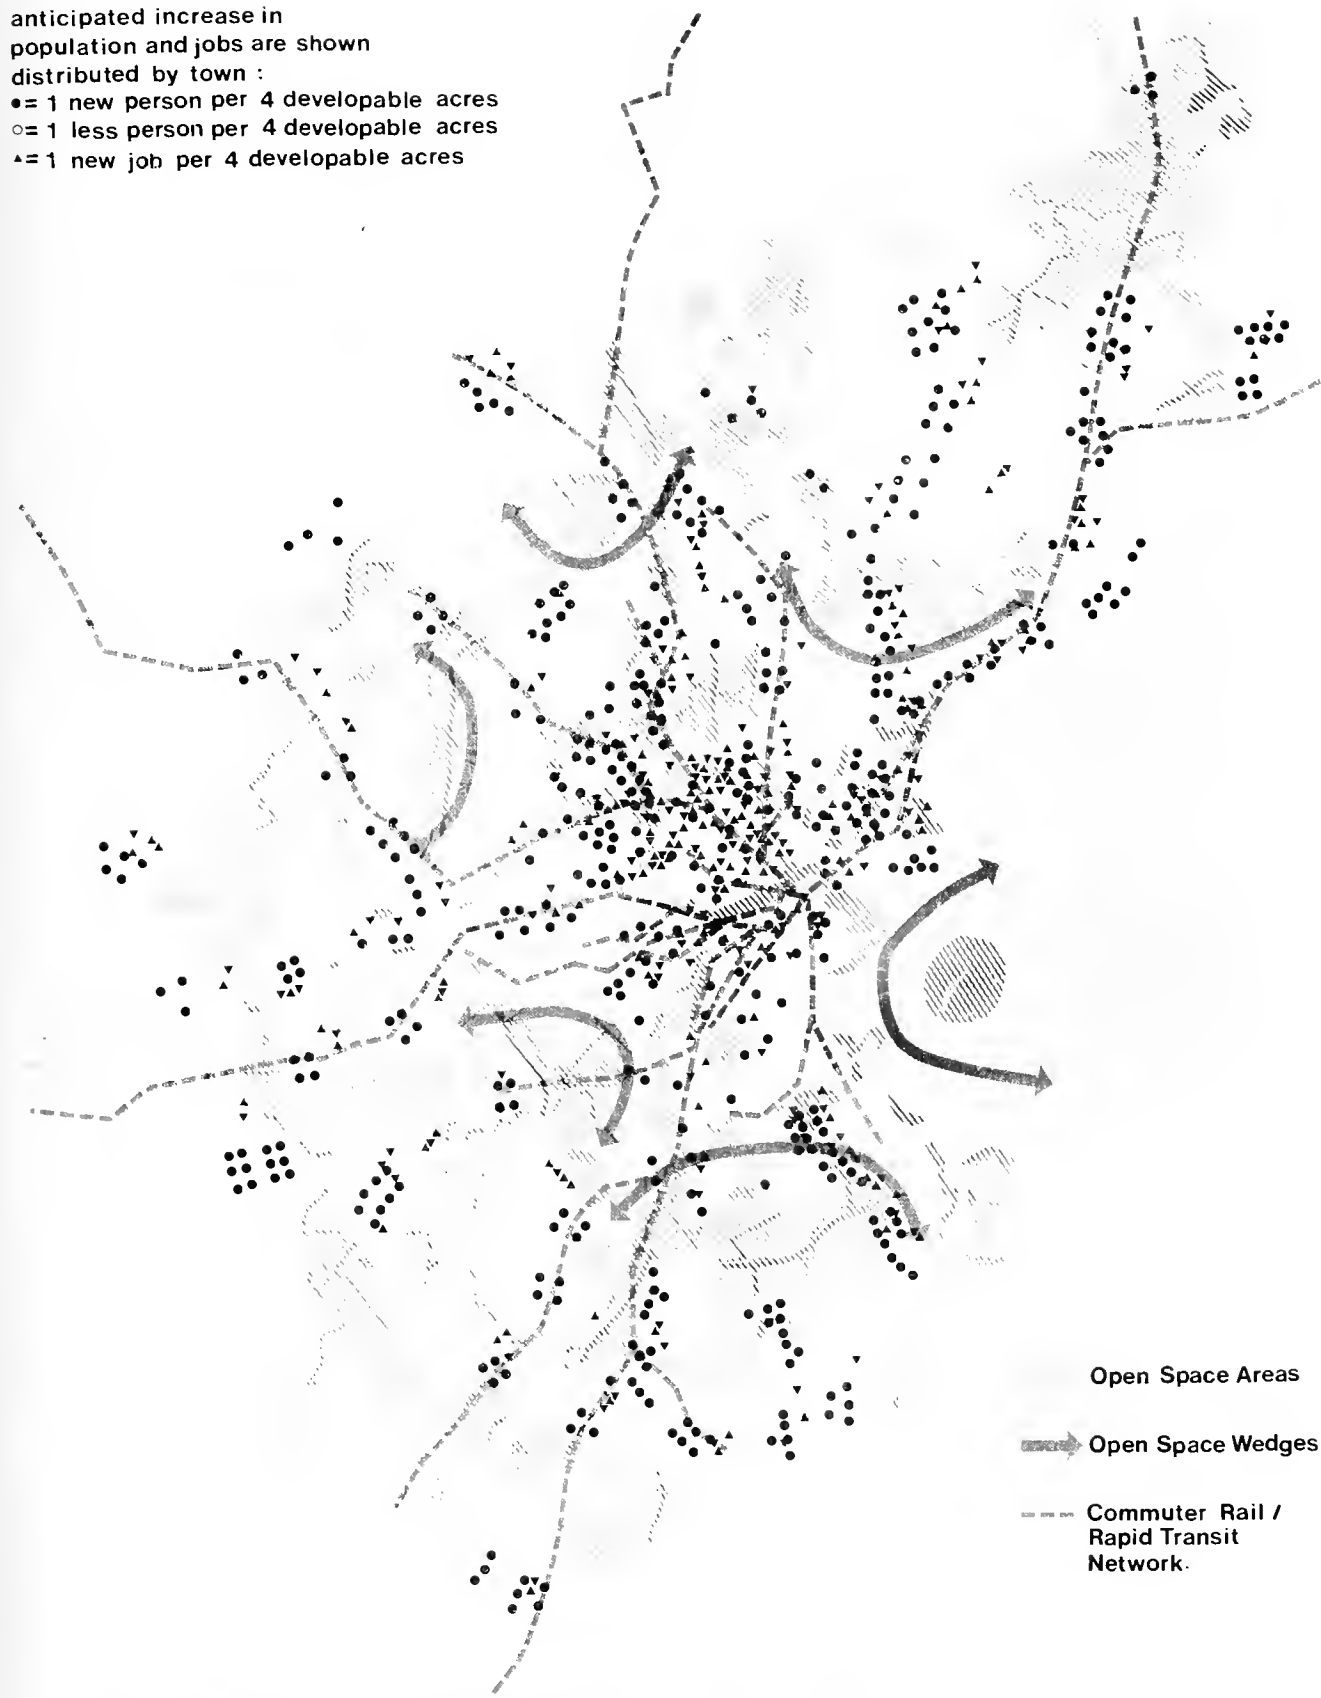 anticipated increase in
population and jobs are shown
distributed by town :
●= 1 new person per 4 developable acres
○= 1 less person per 4 developable acres
▲= 1 new job per 4 developable acres
Open Space Areas
Open Space Wedges
Commuter Rail /
Rapid Transit
Network.